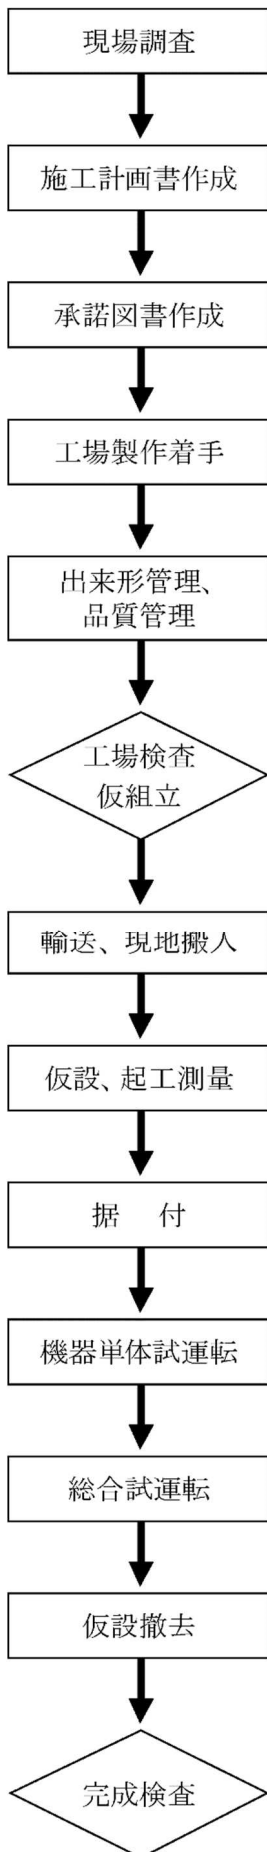 現場調査
施工計画書作成
承諾図書作成
工場製作着手
出来形管理、
品質管理
工場検査
仮組立
輸送、現地搬人
仮設、起工測量
据　付
機器単体試運転
総合試運転
仮設撤去
完成検査